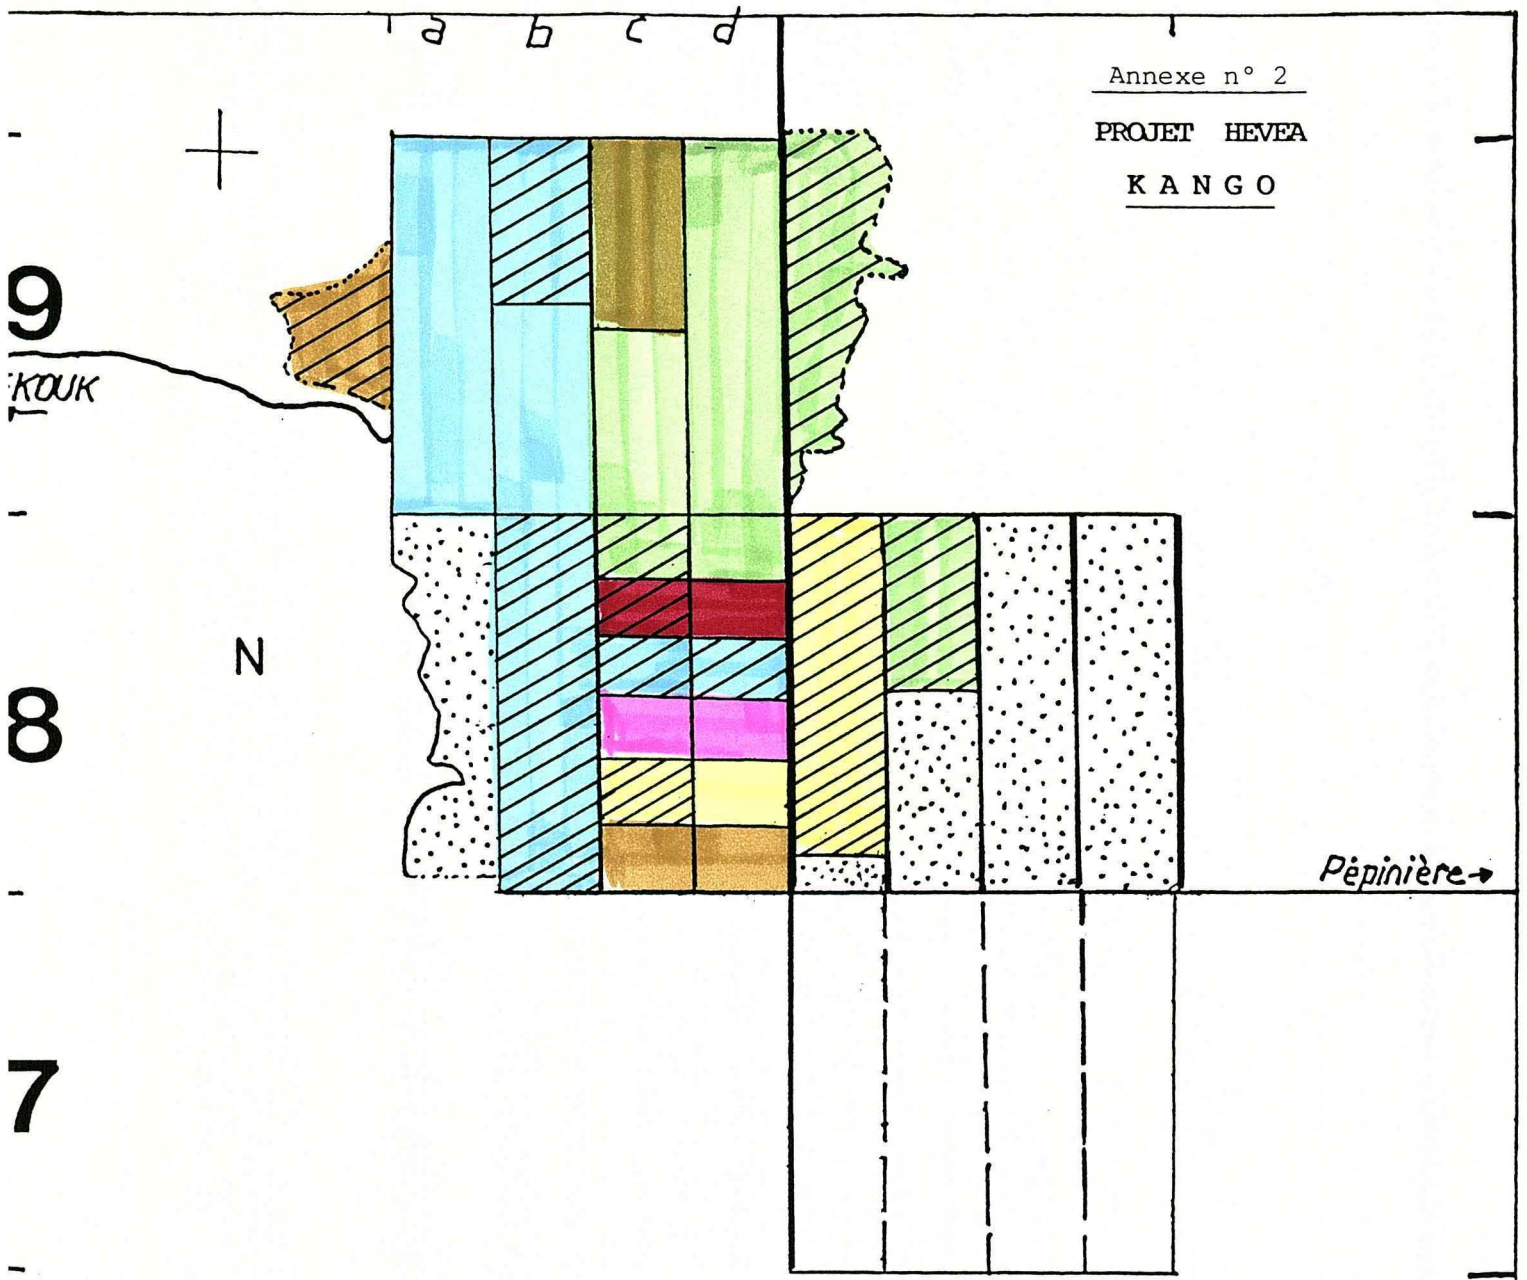 a b c d
Annexe n° 2
PROJET HEVEA
KANGO
9
KOUK
N
8
Pépinière→
7